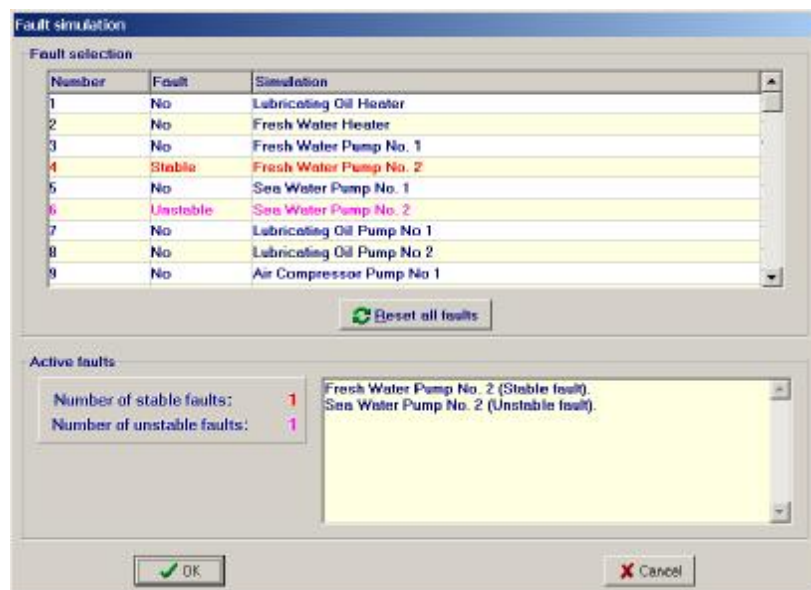 Fault simulation
Fault selection
Number Fault Simulation
1 No Lubricating Oil Heater
2 No Fresh Water Heater
3 No Fresh Water Pump No. 1
4 Stable Fresh Water Pump No. 2
5 No Sea Water Pump No. 1
6 Unstable Sea Water Pump No. 2
7 No Lubricating Oil Pump No 1
8 No Lubricating Oil Pump No 2
9 No Air Compressor Pump No 1
Reset all faults
Active faults
Number of stable faults: 1
Number of unstable faults: 1
Fresh Water Pump No. 2 (Stable fault).
Sea Water Pump No. 2 (Unstable fault).
OK Cancel